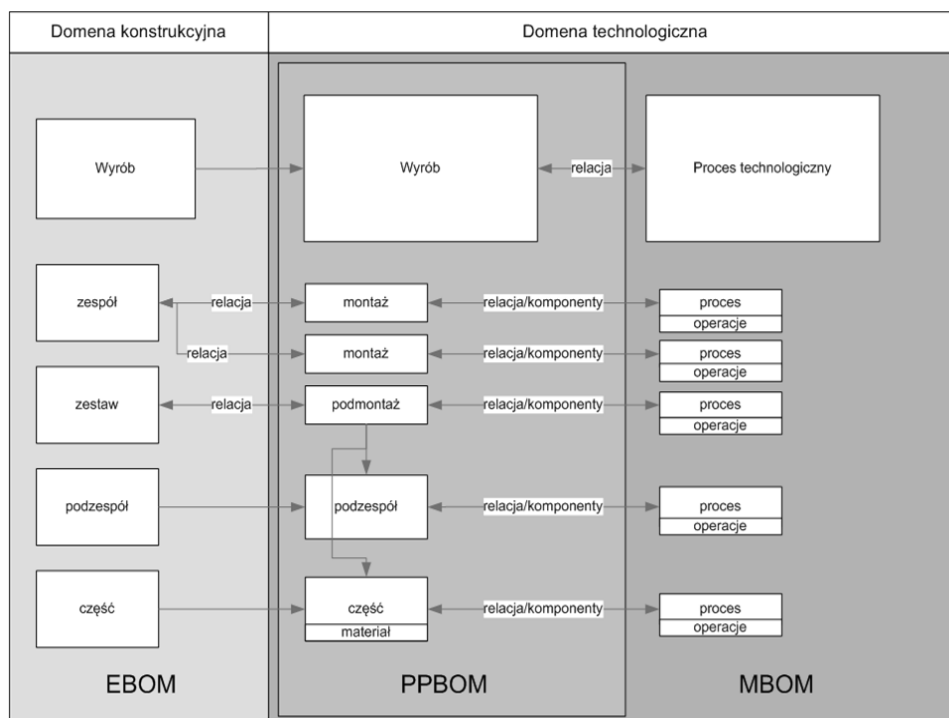 Domena konstrukcyjna
Domena technologiczna
Wyrób
Wyrób
relacja
Proces technologiczny
zespół
relacja
montaż
relacja/komponenty
proces
operacje
relacja
montaż
relacja/komponenty
proces
operacje
zestaw
relacja
podmontaż
relacja/komponenty
proces
operacje
podzespół
podzespół
relacja/komponenty
proces
operacje
część
część
materiał
relacja/komponenty
proces
operacje
EBOM
PPBOM
MBOM